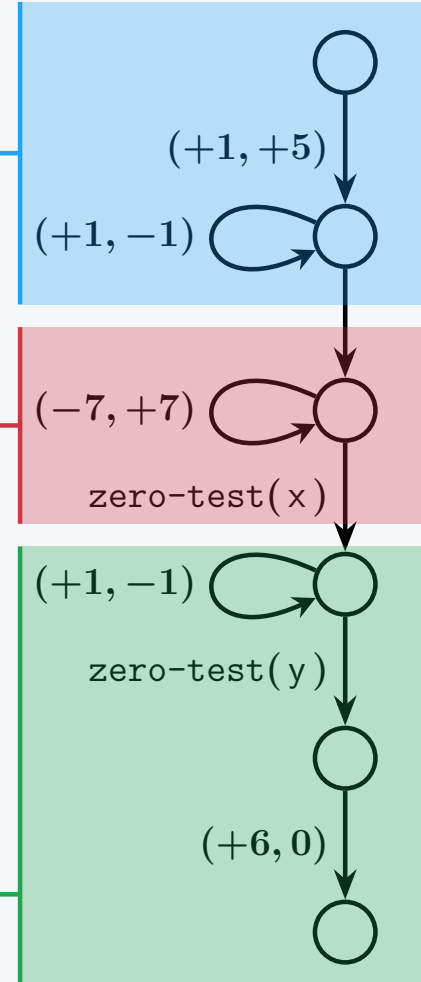 (+1, +5)
(+1, −1)
(−7, +7)
zero-test(x)
(+1, −1)
zero-test(y)
(+6, 0)